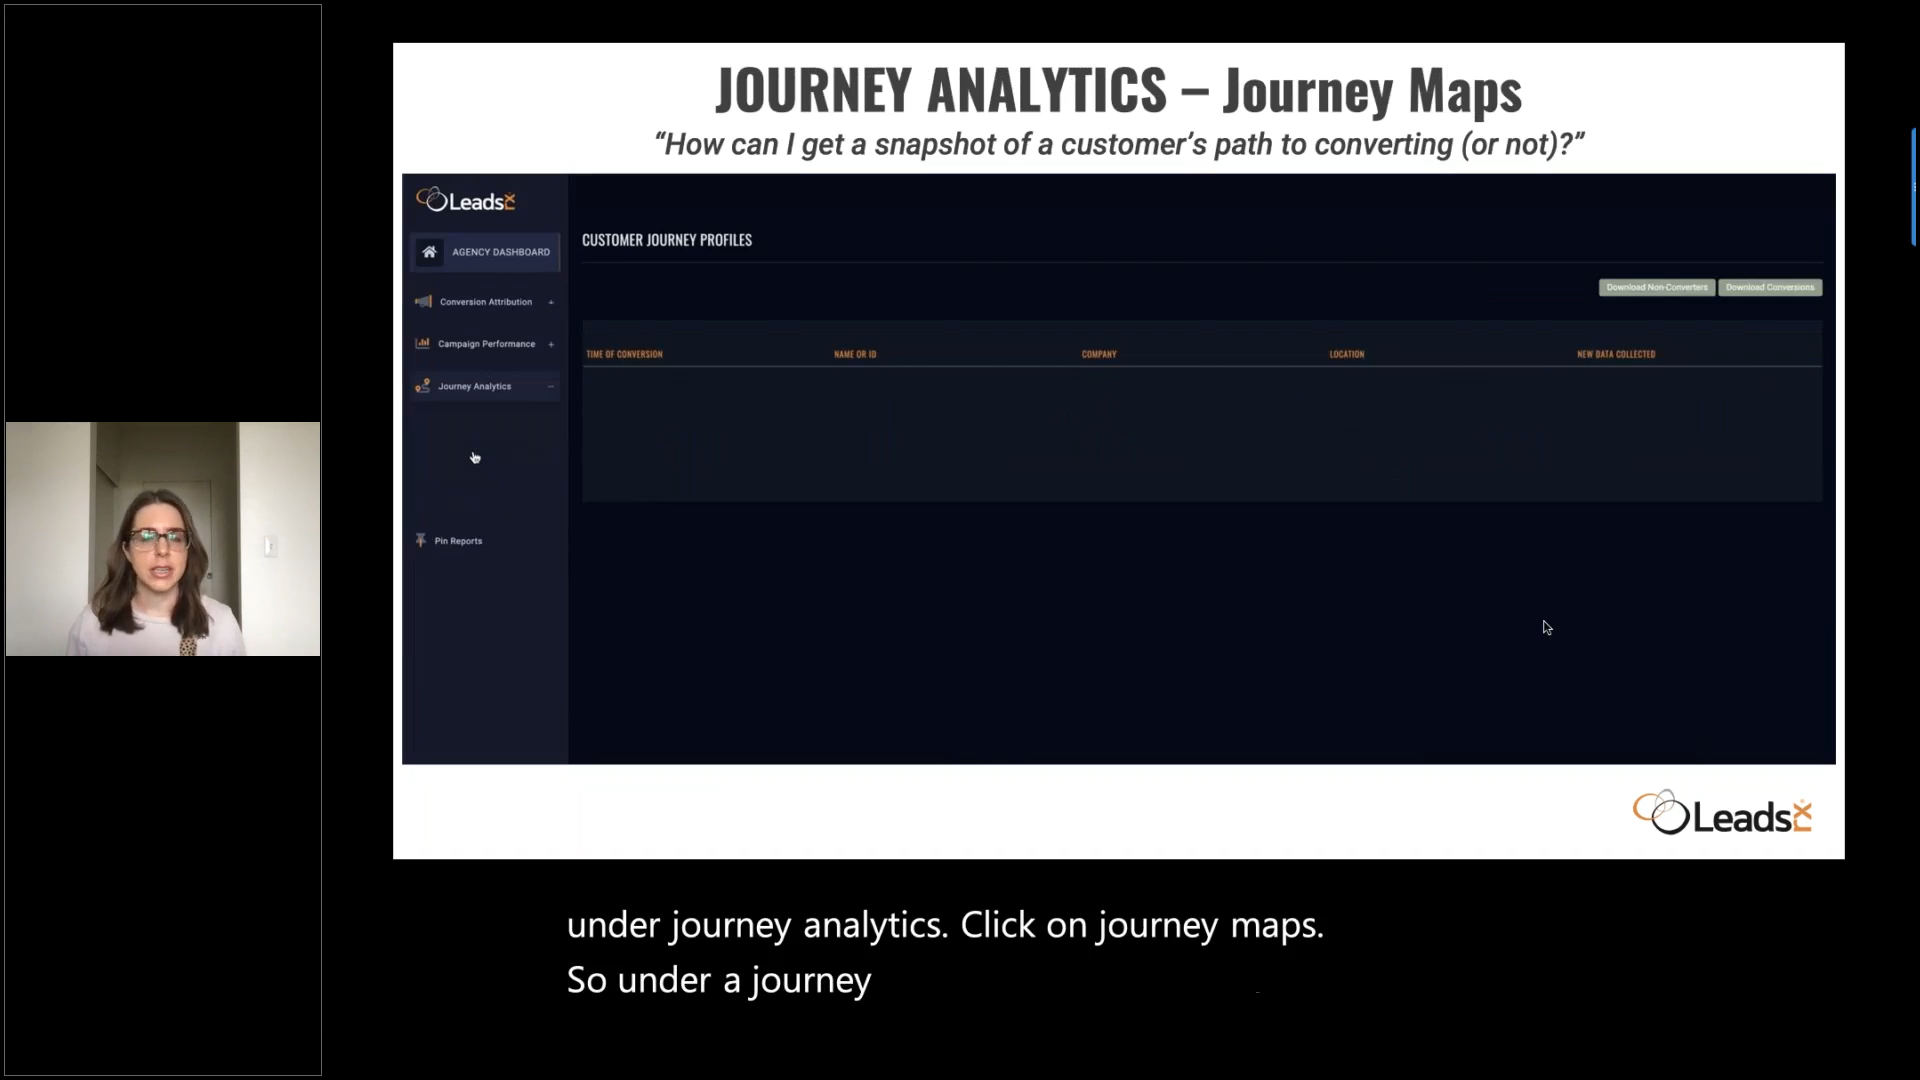 JOURNEY ANALYTICS – Journey Maps
“How can I get a snapshot of a customer’s path to converting (or not)?”
LeadsRx
AGENCY DASHBOARD
Conversion Attribution +
Campaign Performance +
Journey Analytics –
Pin Reports
CUSTOMER JOURNEY PROFILES
Download Non-Converters Download Conversions
TIME OF CONVERSION NAME OR ID COMPANY LOCATION NEW DATA COLLECTED
LeadsRx
under journey analytics. Click on journey maps.
So under a journey